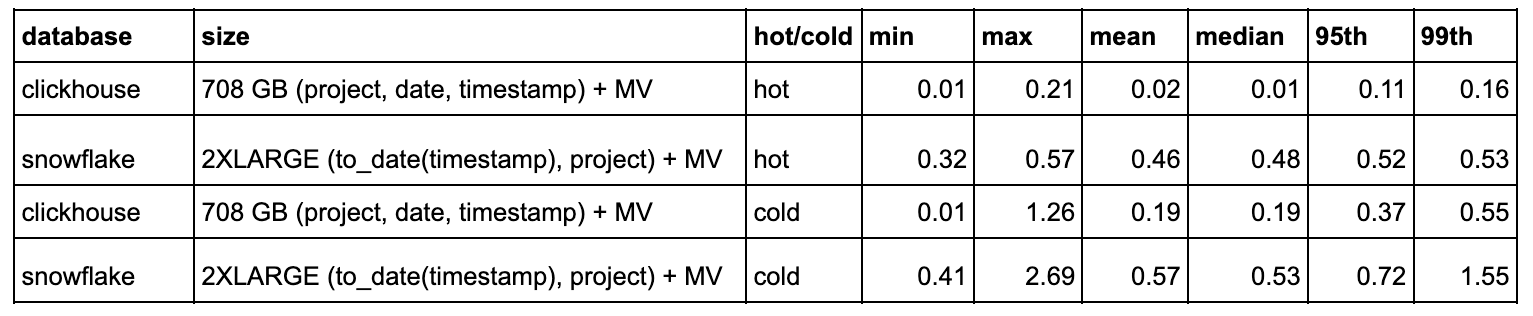 database size hot/cold min max mean median 95th 99th
clickhouse 708 GB (project, date, timestamp) + MV hot 0.01 0.21 0.02 0.01 0.11 0.16
snowflake 2XLARGE (to_date(timestamp), project) + MV hot 0.32 0.57 0.46 0.48 0.52 0.53
clickhouse 708 GB (project, date, timestamp) + MV cold 0.01 1.26 0.19 0.19 0.37 0.55
snowflake 2XLARGE (to_date(timestamp), project) + MV cold 0.41 2.69 0.57 0.53 0.72 1.55